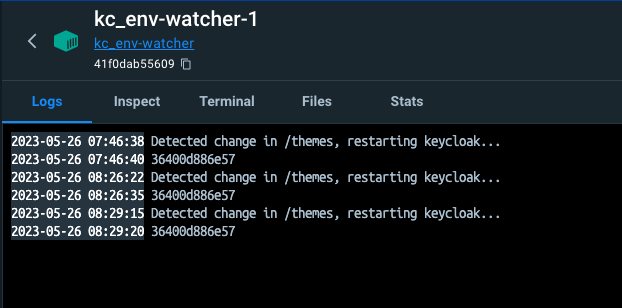 kc_env-watcher-1
kc_env-watcher
41f0dab55609
Logs Inspect Terminal Files Stats
2023-05-26 07:46:38 Detected change in /themes, restarting keycloak...
2023-05-26 07:46:40 36400d886e57
2023-05-26 08:26:22 Detected change in /themes, restarting keycloak...
2023-05-26 08:26:35 36400d886e57
2023-05-26 08:29:15 Detected change in /themes, restarting keycloak...
2023-05-26 08:29:20 36400d886e57